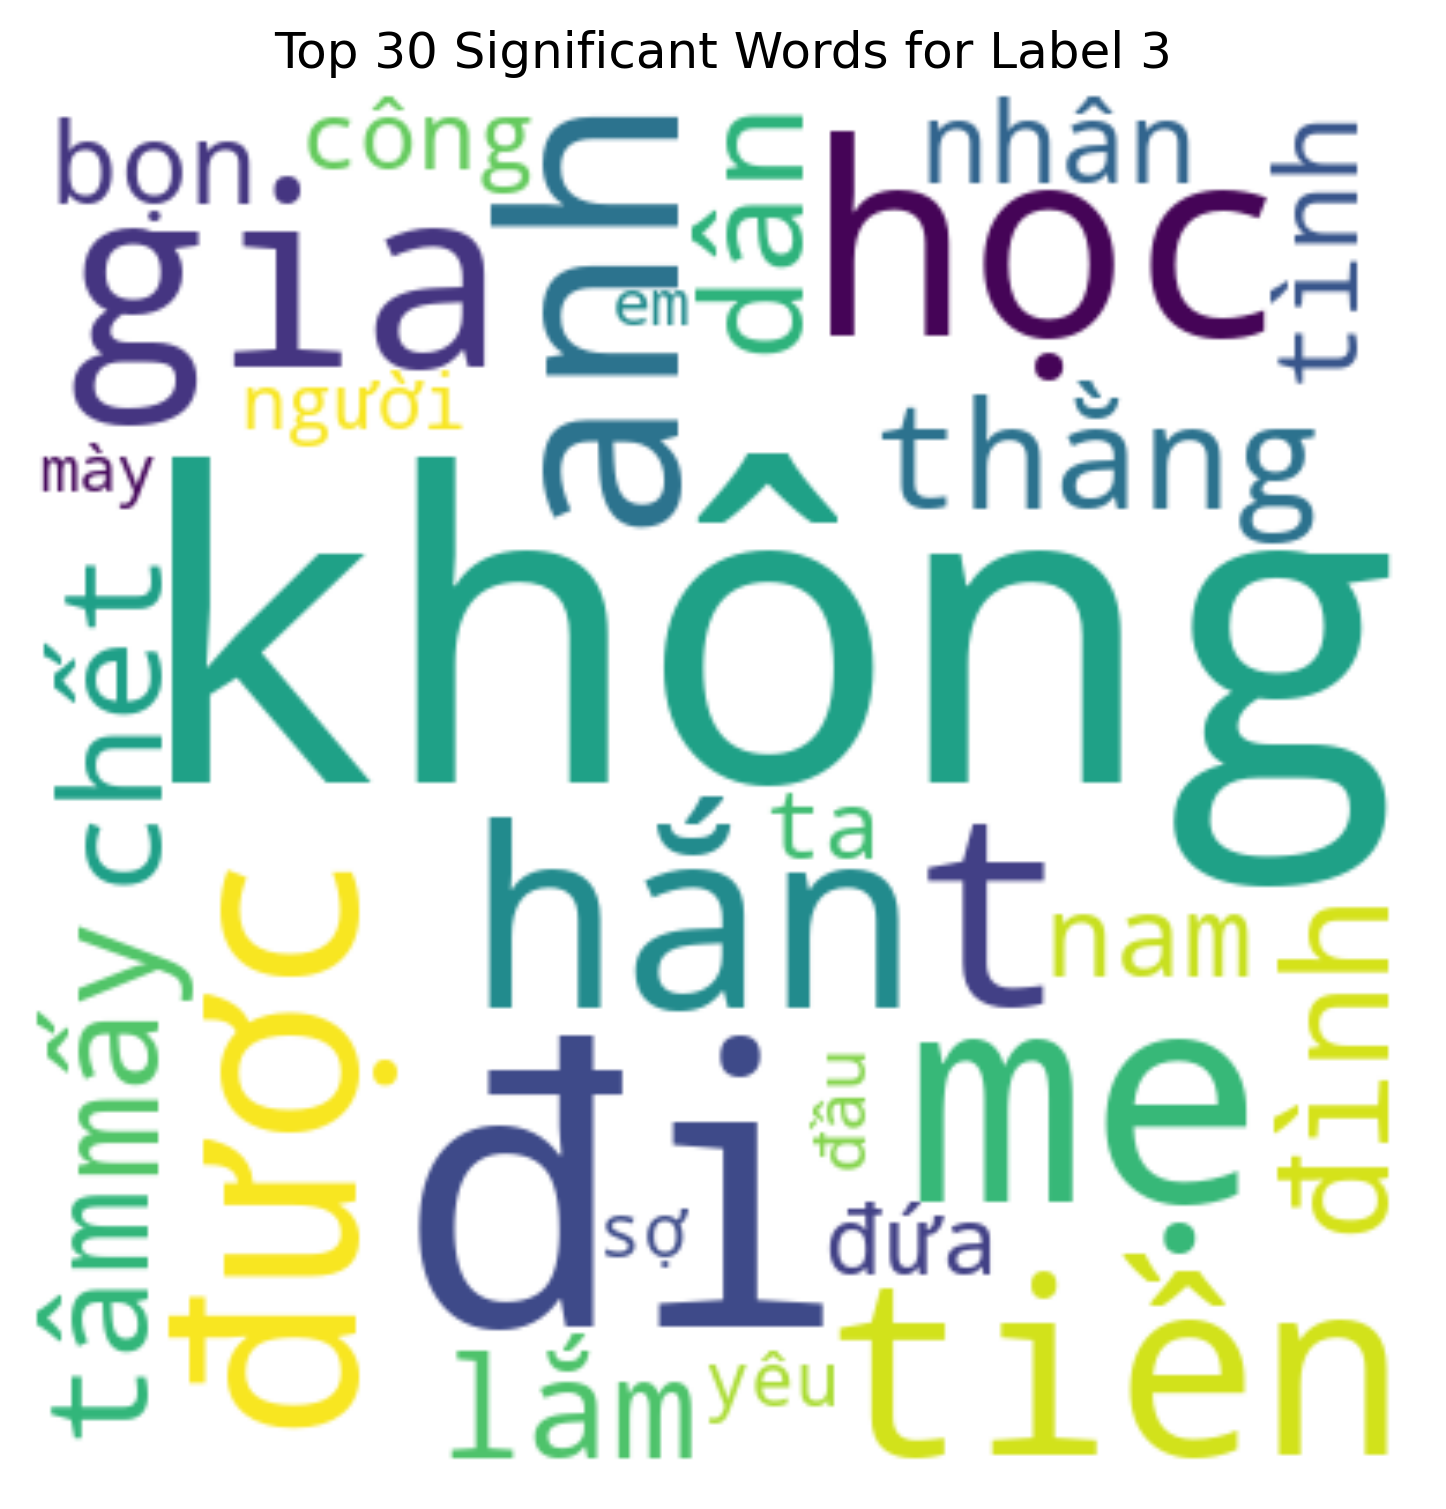 Top 30 Significant Words for Label 3
bọn
công
anh
dân
học
nhân
tình
gia
em
người
thằng
mày
không
chết
hắn
ta
t
nam
đình
được
mấy
tâm
đi
đầu
mẹ
sợ
đứa
tiền
lắm
yêu